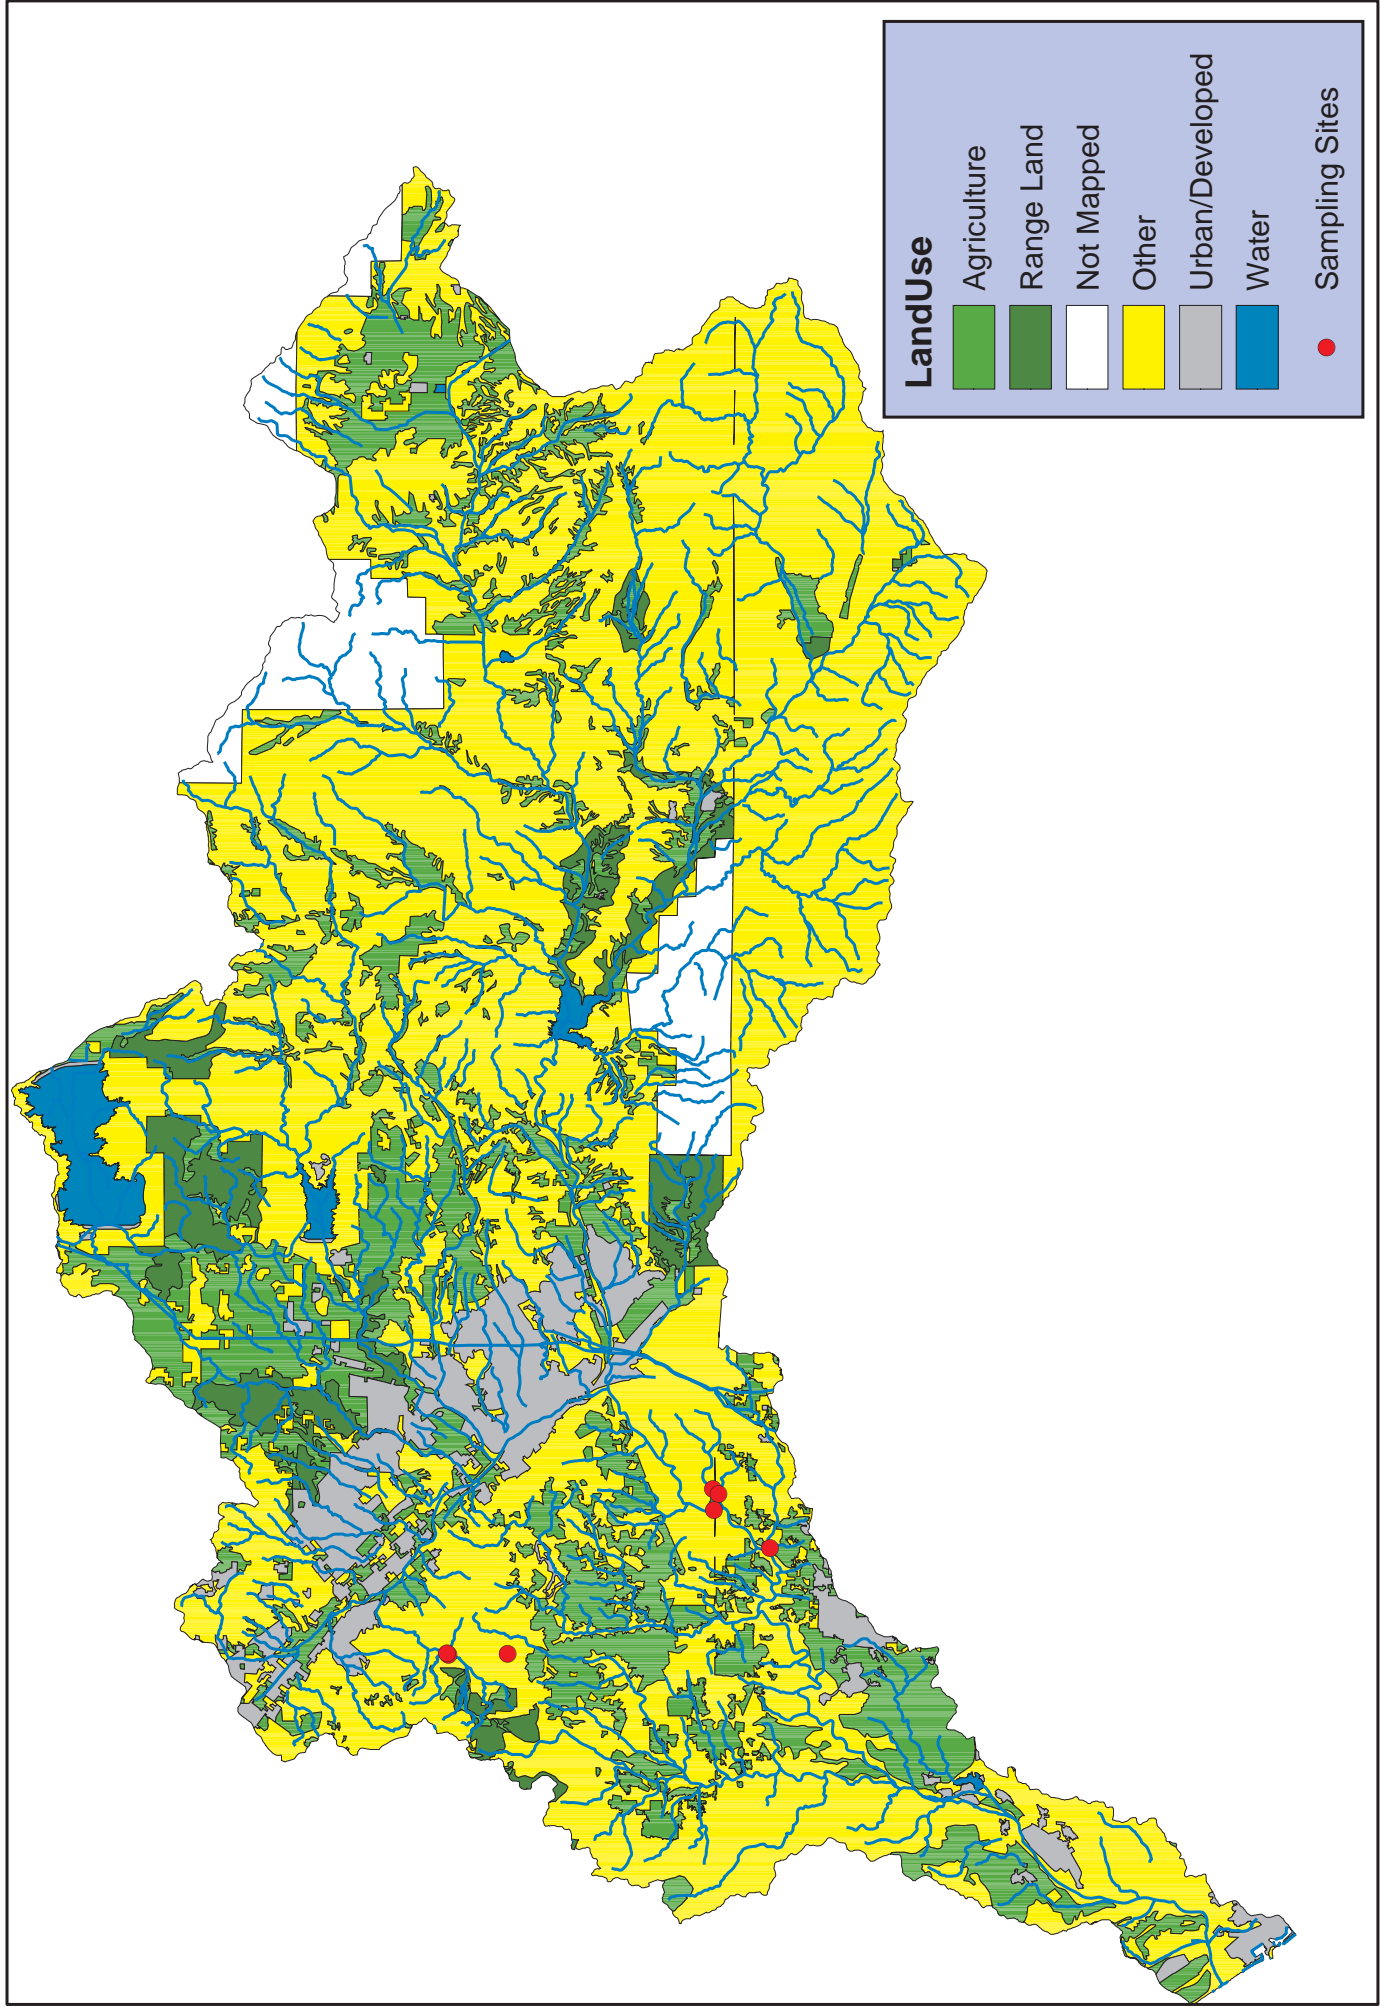 LandUse
Agriculture
Range Land
Not Mapped
Other
Urban/Developed
Water
Sampling Sites